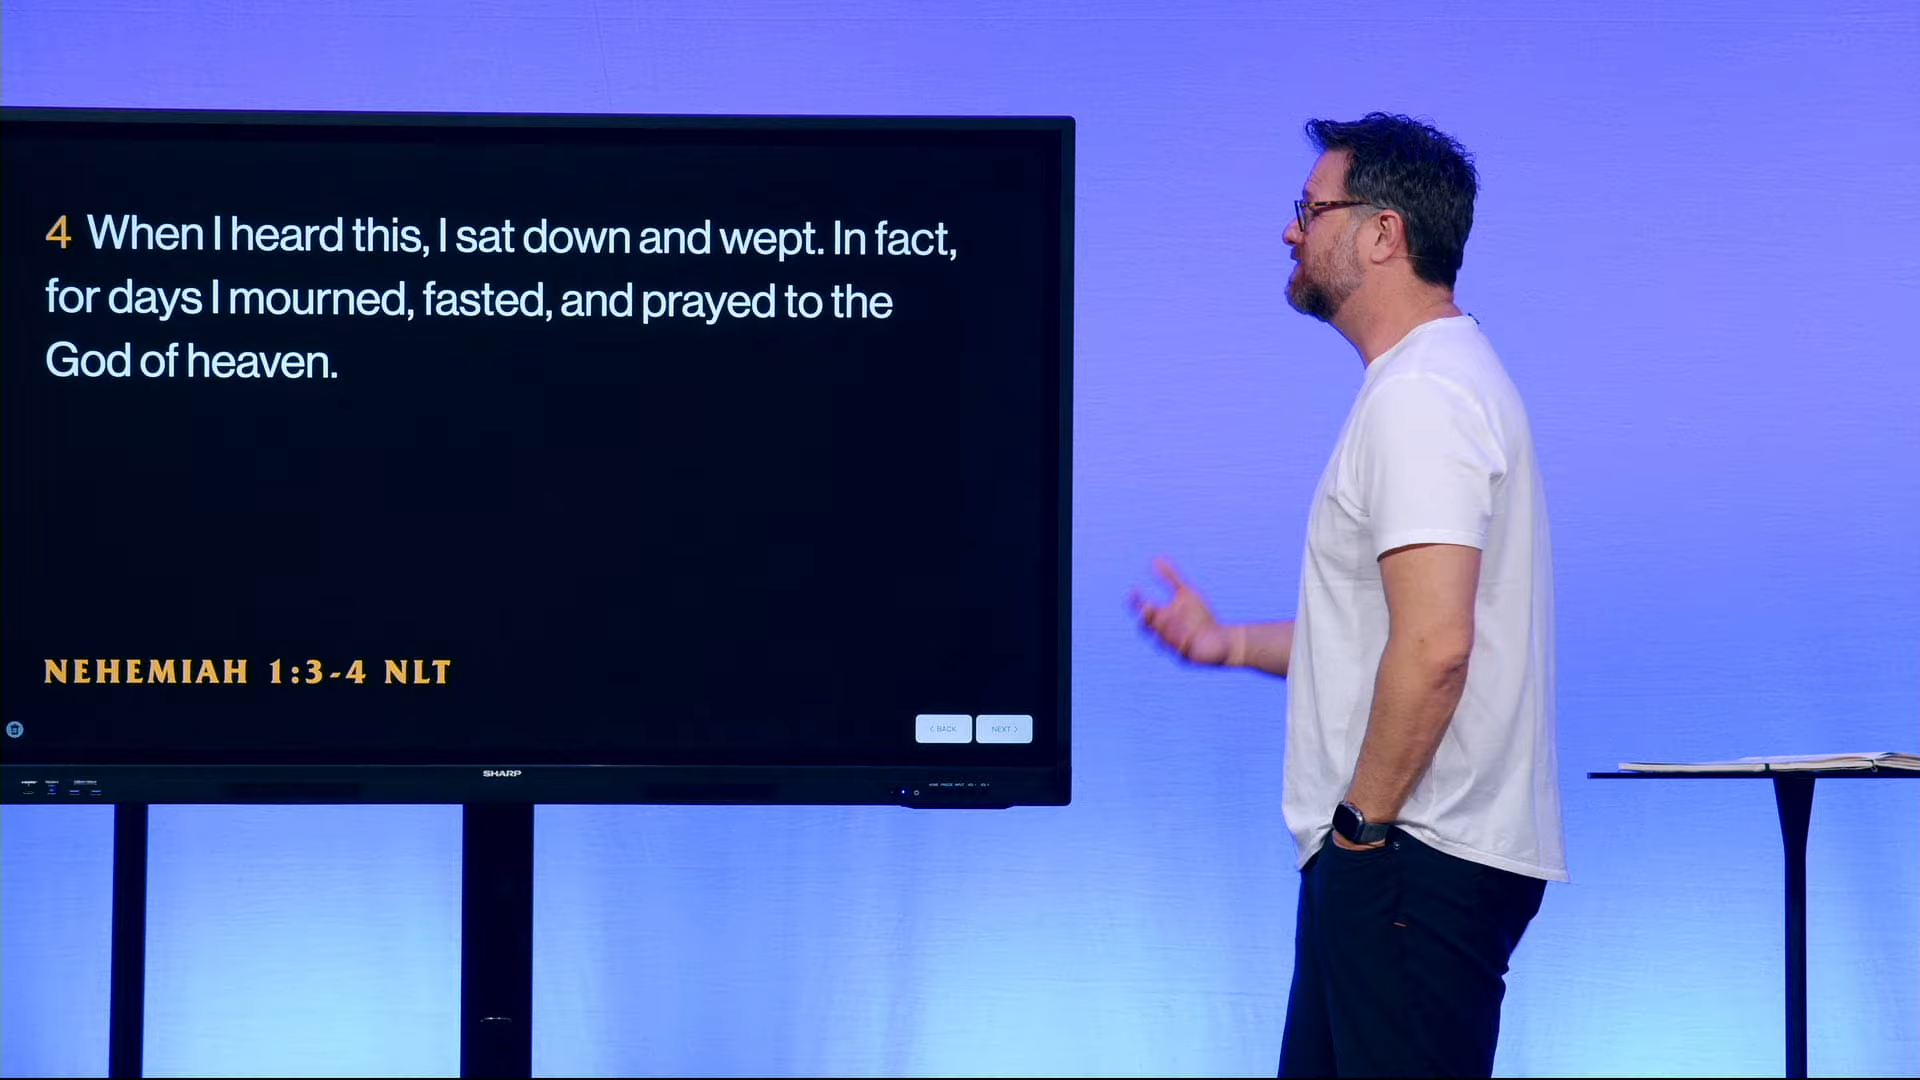 4 When I heard this, I sat down and wept. In fact,
for days I mourned, fasted, and prayed to the
God of heaven.
NEHEMIAH 1:3-4 NLT
< BACK
NEXT >
SHARP